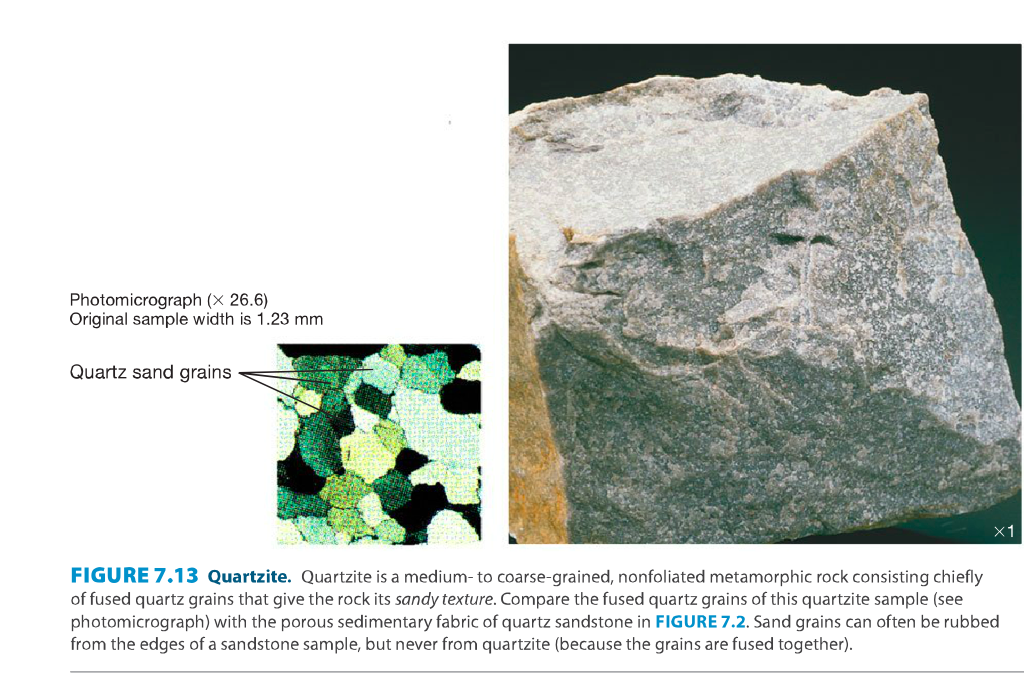 Photomicrograph (× 26.6)
Original sample width is 1.23 mm
Quartz sand grains
×1
FIGURE 7.13 Quartzite. Quartzite is a medium- to coarse-grained, nonfoliated metamorphic rock consisting chiefly
of fused quartz grains that give the rock its sandy texture. Compare the fused quartz grains of this quartzite sample (see
photomicrograph) with the porous sedimentary fabric of quartz sandstone in FIGURE 7.2. Sand grains can often be rubbed
from the edges of a sandstone sample, but never from quartzite (because the grains are fused together).